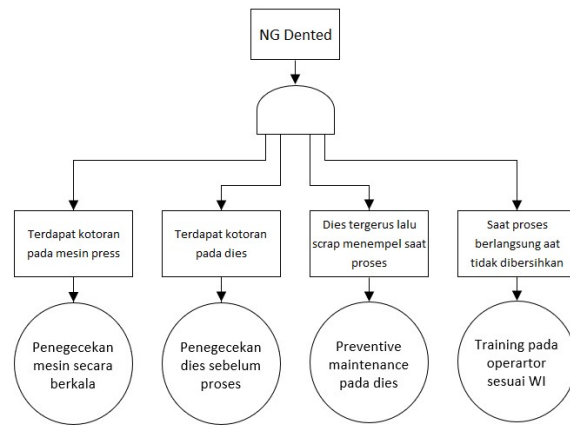 NG Dented
Terdapat kotoran
pada mesin press
Terdapat kotoran
pada dies
Dies tergerus lalu
scrap menempel saat
proses
Saat proses
berlangsung aat
tidak dibersihkan
Penegecekan
mesin secara
berkala
Penegecekan
dies sebelum
proses
Preventive
maintenance
pada dies
Training pada
operartor
sesuai WI